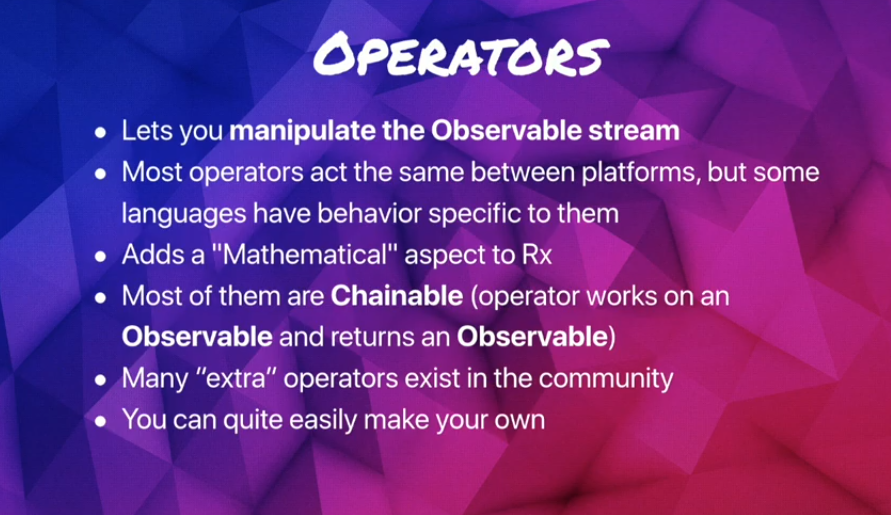 OPERATORS
• Lets you manipulate the Observable stream
• Most operators act the same between platforms, but some
languages have behavior specific to them
• Adds a "Mathematical" aspect to Rx
• Most of them are Chainable (operator works on an
Observable and returns an Observable)
• Many “extra“ operators exist in the community
• You can quite easily make your own